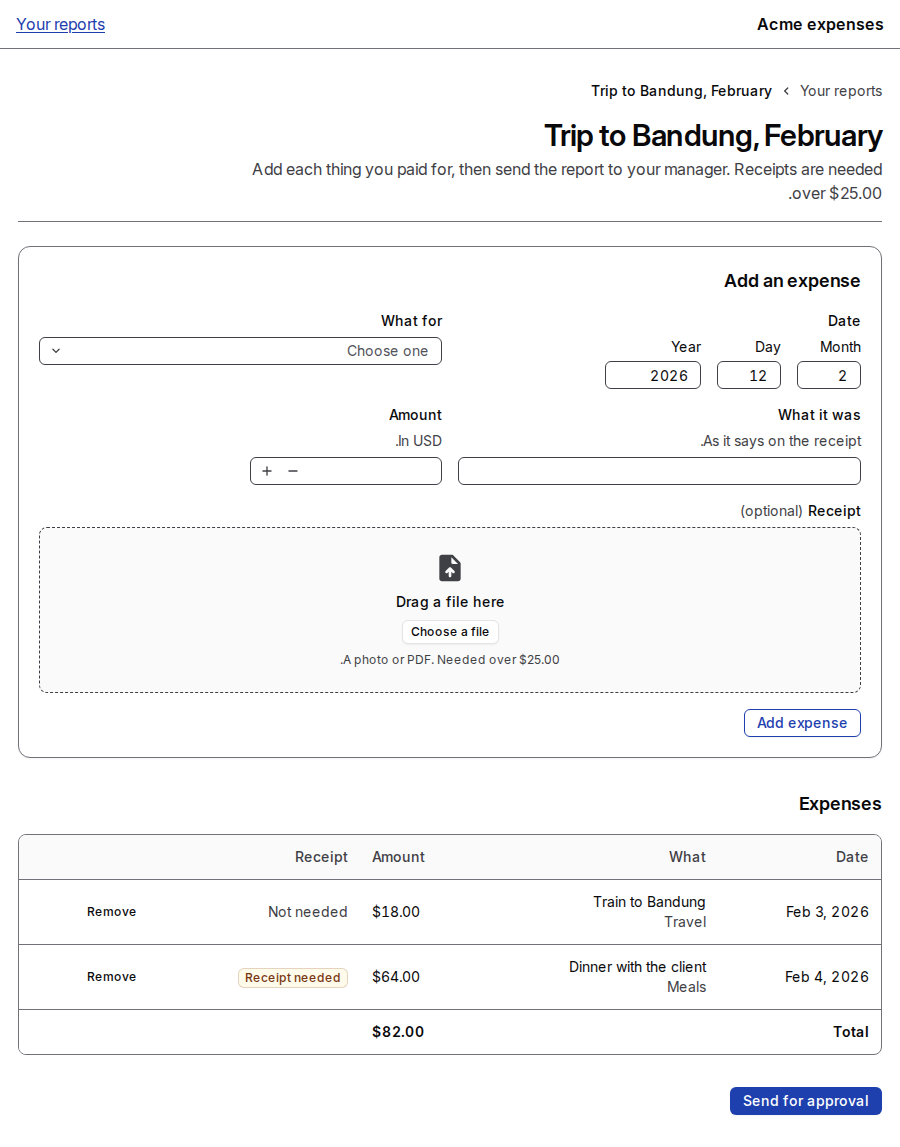 Acme expenses
Your reports
Your reports
Trip to Bandung, February
Trip to Bandung, February
Add each thing you paid for, then send the report to your manager. Receipts are needed
over $25.00.
Add an expense
Date
Month
Day
Year
2
12
2026
What for
Choose one
What it was
As it says on the receipt.
Amount
In USD.
Receipt (optional)
Drag a file here
Choose a file
A photo or PDF. Needed over $25.00.
Add expense
Expenses
Date What Amount Receipt
Feb 3, 2026 Train to Bandung $18.00 Not needed Remove
Travel
Feb 4, 2026 Dinner with the client $64.00 Receipt needed Remove
Meals
Total $82.00
Send for approval